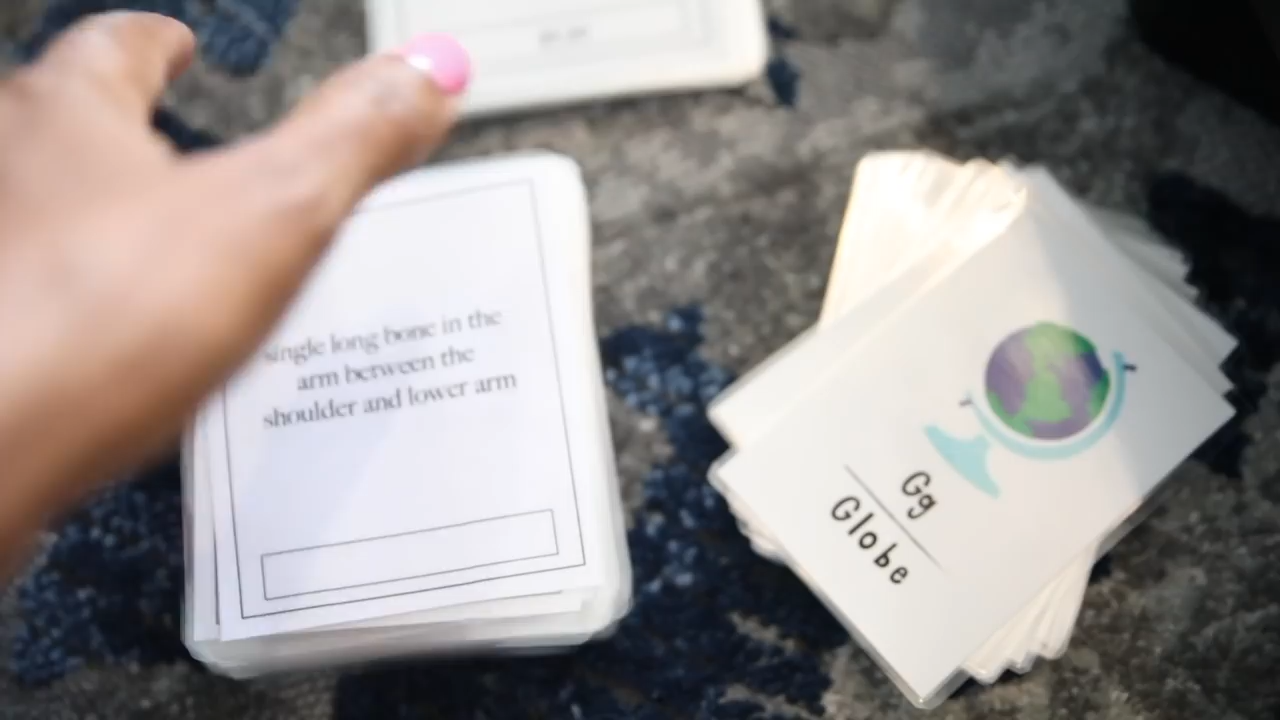 single long bone in the
arm between the
shoulder and lower arm
Gg
Globe